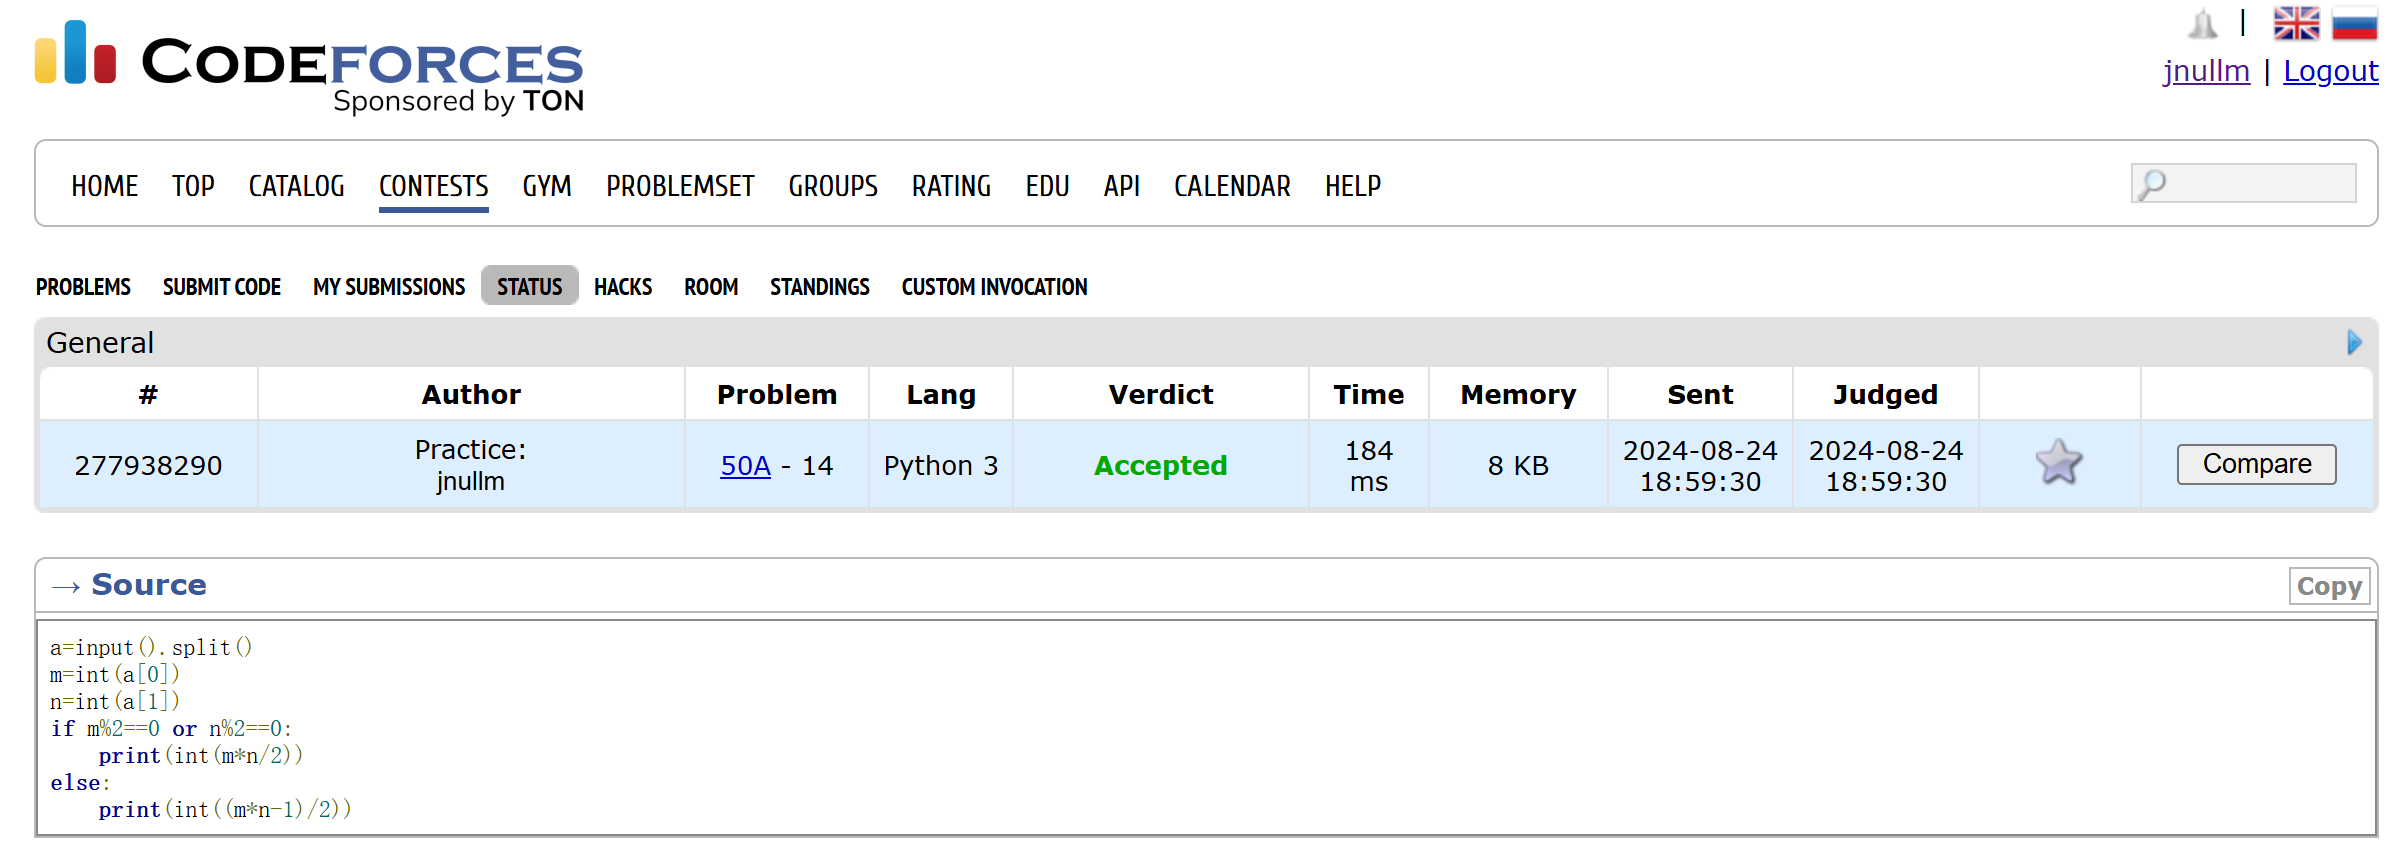 CODEFORCES
Sponsored by TON
|
jnullm | Logout
HOME TOP CATALOG CONTESTS GYM PROBLEMSET GROUPS RATING EDU API CALENDAR HELP
PROBLEMS SUBMIT CODE MY SUBMISSIONS STATUS HACKS ROOM STANDINGS CUSTOM INVOCATION
General
# Author Problem Lang Verdict Time Memory Sent Judged
277938290 Practice: jnullm 50A - 14 Python 3 Accepted 184 ms 8 KB 2024-08-24 18:59:30 2024-08-24 18:59:30 Compare
→ Source Copy
a=input().split()
m=int(a[0])
n=int(a[1])
if m%2==0 or n%2==0:
    print(int(m*n/2))
else:
    print(int((m*n-1)/2))